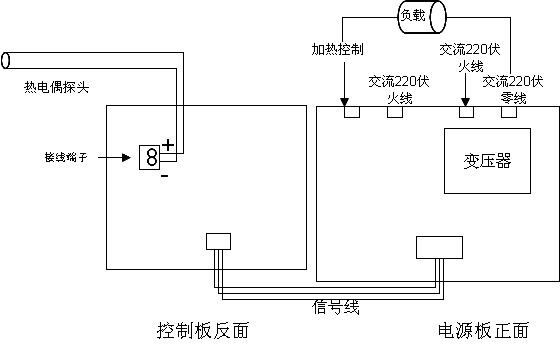 负载
加热控制
交流220伏
火线
交流220伏
火线
交流220伏
零线
热电偶探头
变压器
接线端子
+
-
信号线
控制板反面
电源板正面